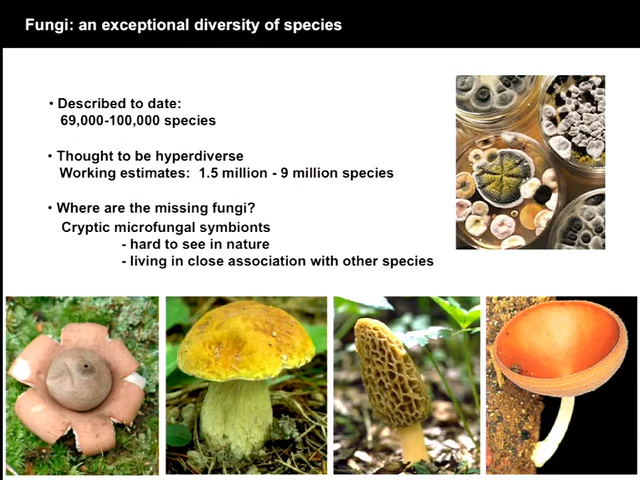 Fungi: an exceptional diversity of species
• Described to date:
69,000-100,000 species
• Thought to be hyperdiverse
Working estimates: 1.5 million - 9 million species
• Where are the missing fungi?
Cryptic microfungal symbionts
- hard to see in nature
- living in close association with other species